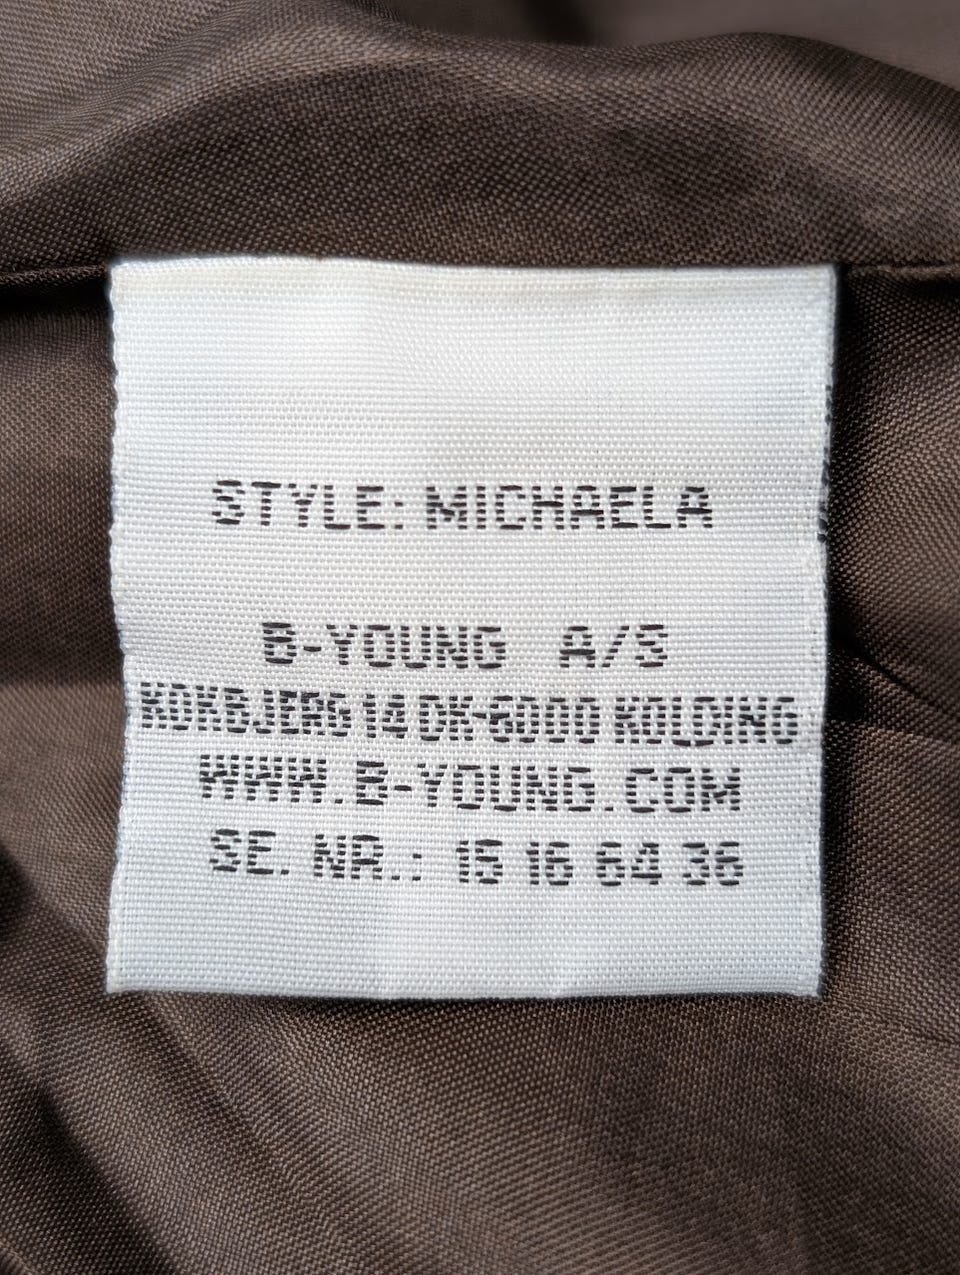 STYLE: MICHAELA
B-YOUNG A/S
KOKBJERG 14 DK-6000 KOLDING
WWW.B-YOUNG.COM
SE. NR.: 15 16 64 36